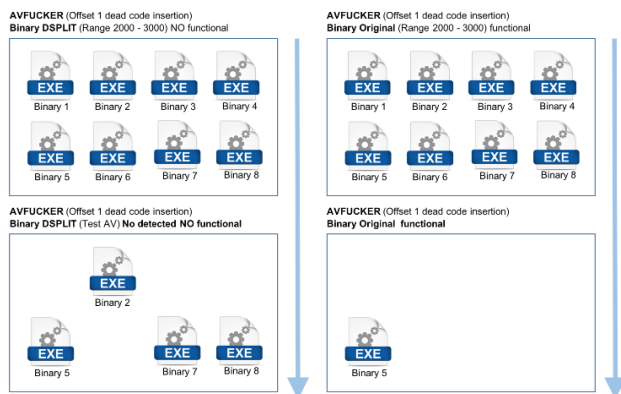 AVFUCKER (Offset 1 dead code insertion)
Binary DSPLIT (Range 2000 - 3000) NO functional
EXE EXE EXE EXE
Binary 1 Binary 2 Binary 3 Binary 4
EXE EXE EXE EXE
Binary 5 Binary 6 Binary 7 Binary 8
AVFUCKER (Offset 1 dead code insertion)
Binary Original (Range 2000 - 3000) functional
EXE EXE EXE EXE
Binary 1 Binary 2 Binary 3 Binary 4
EXE EXE EXE EXE
Binary 5 Binary 6 Binary 7 Binary 8
AVFUCKER (Offset 1 dead code insertion)
Binary DSPLIT (Test AV) No detected NO functional
EXE
Binary 2
EXE EXE EXE
Binary 5 Binary 7 Binary 8
AVFUCKER (Offset 1 dead code insertion)
Binary Original functional
EXE
Binary 5